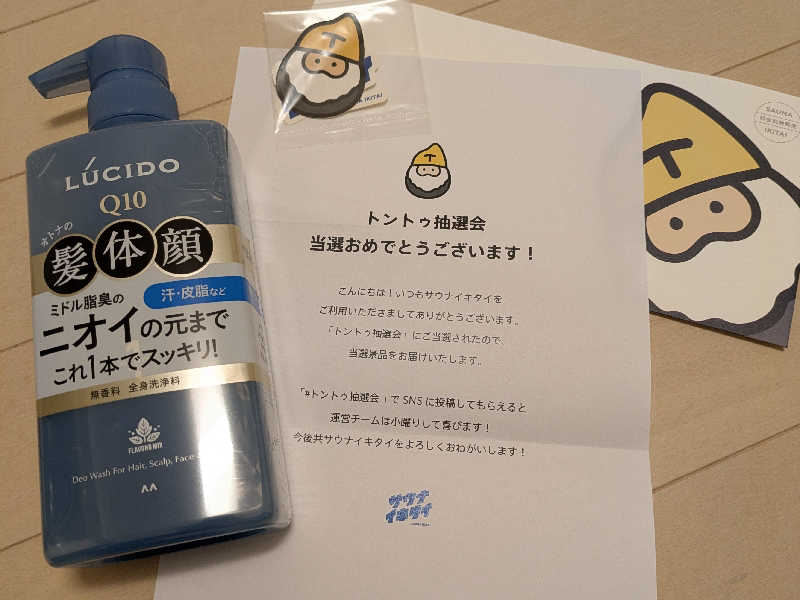 LÚCIDO
Q10
オトナの
髪 体 顔
ミドル脂臭の
汗・皮脂など
ニオイの元まで
これ1本でスッキリ!
無香料 全身洗浄料
FLAVONO MIX
Deo Wash For Hair, Scalp, Face
T
IKITAI
トントゥ抽選会
当選おめでとうございます!
こんにちは!いつもサウナイキタイを
ご利用いただきましてありがとうございます。
「トントゥ抽選会」にご当選されたので、
当選景品をお届けいたします。
「#トントゥ抽選会」でSNSに投稿してもらえると
運営チームは小躍りして喜びます!
今後共サウナイキタイをよろしくおねがいします!
サウナ
イキタイ
T
SAUNA
IKITAI